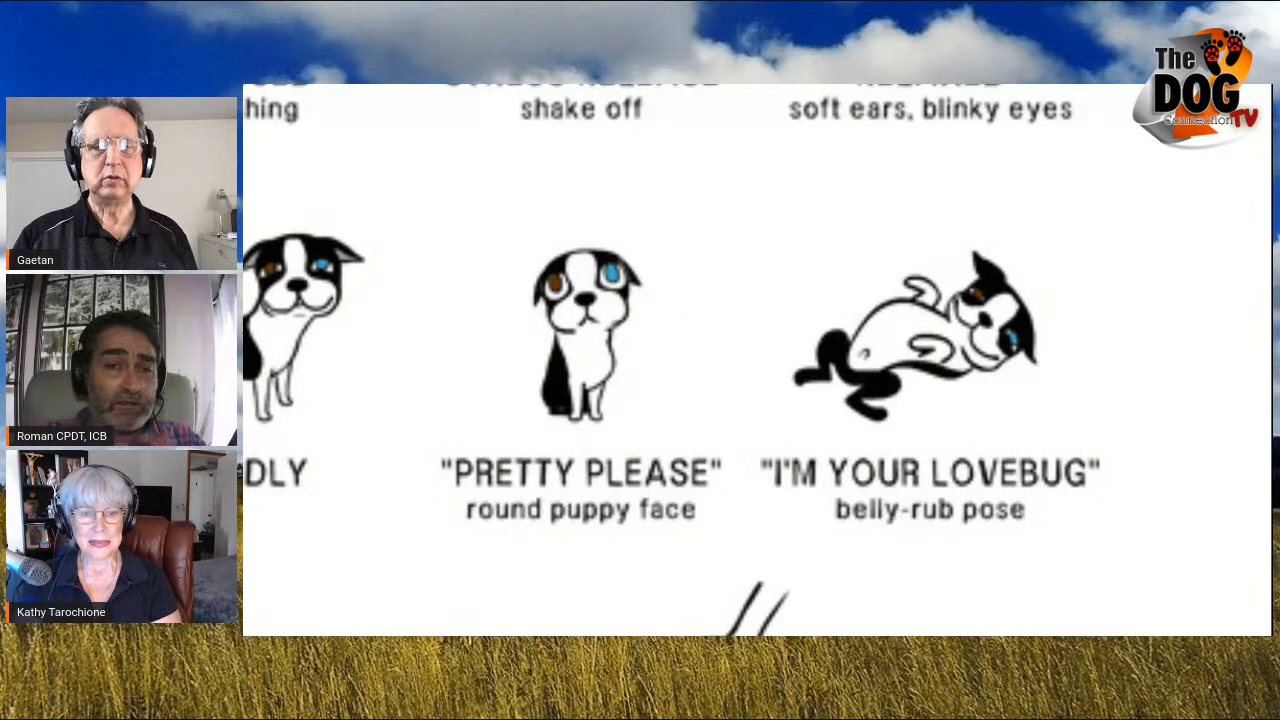 The
DOG
Connection TV
hing
shake off
soft ears, blinky eyes
Gaetan
Roman CPDT, ICB
Kathy Tarochione
DLY
"PRETTY PLEASE"
"I'M YOUR LOVEBUG"
round puppy face
belly-rub pose